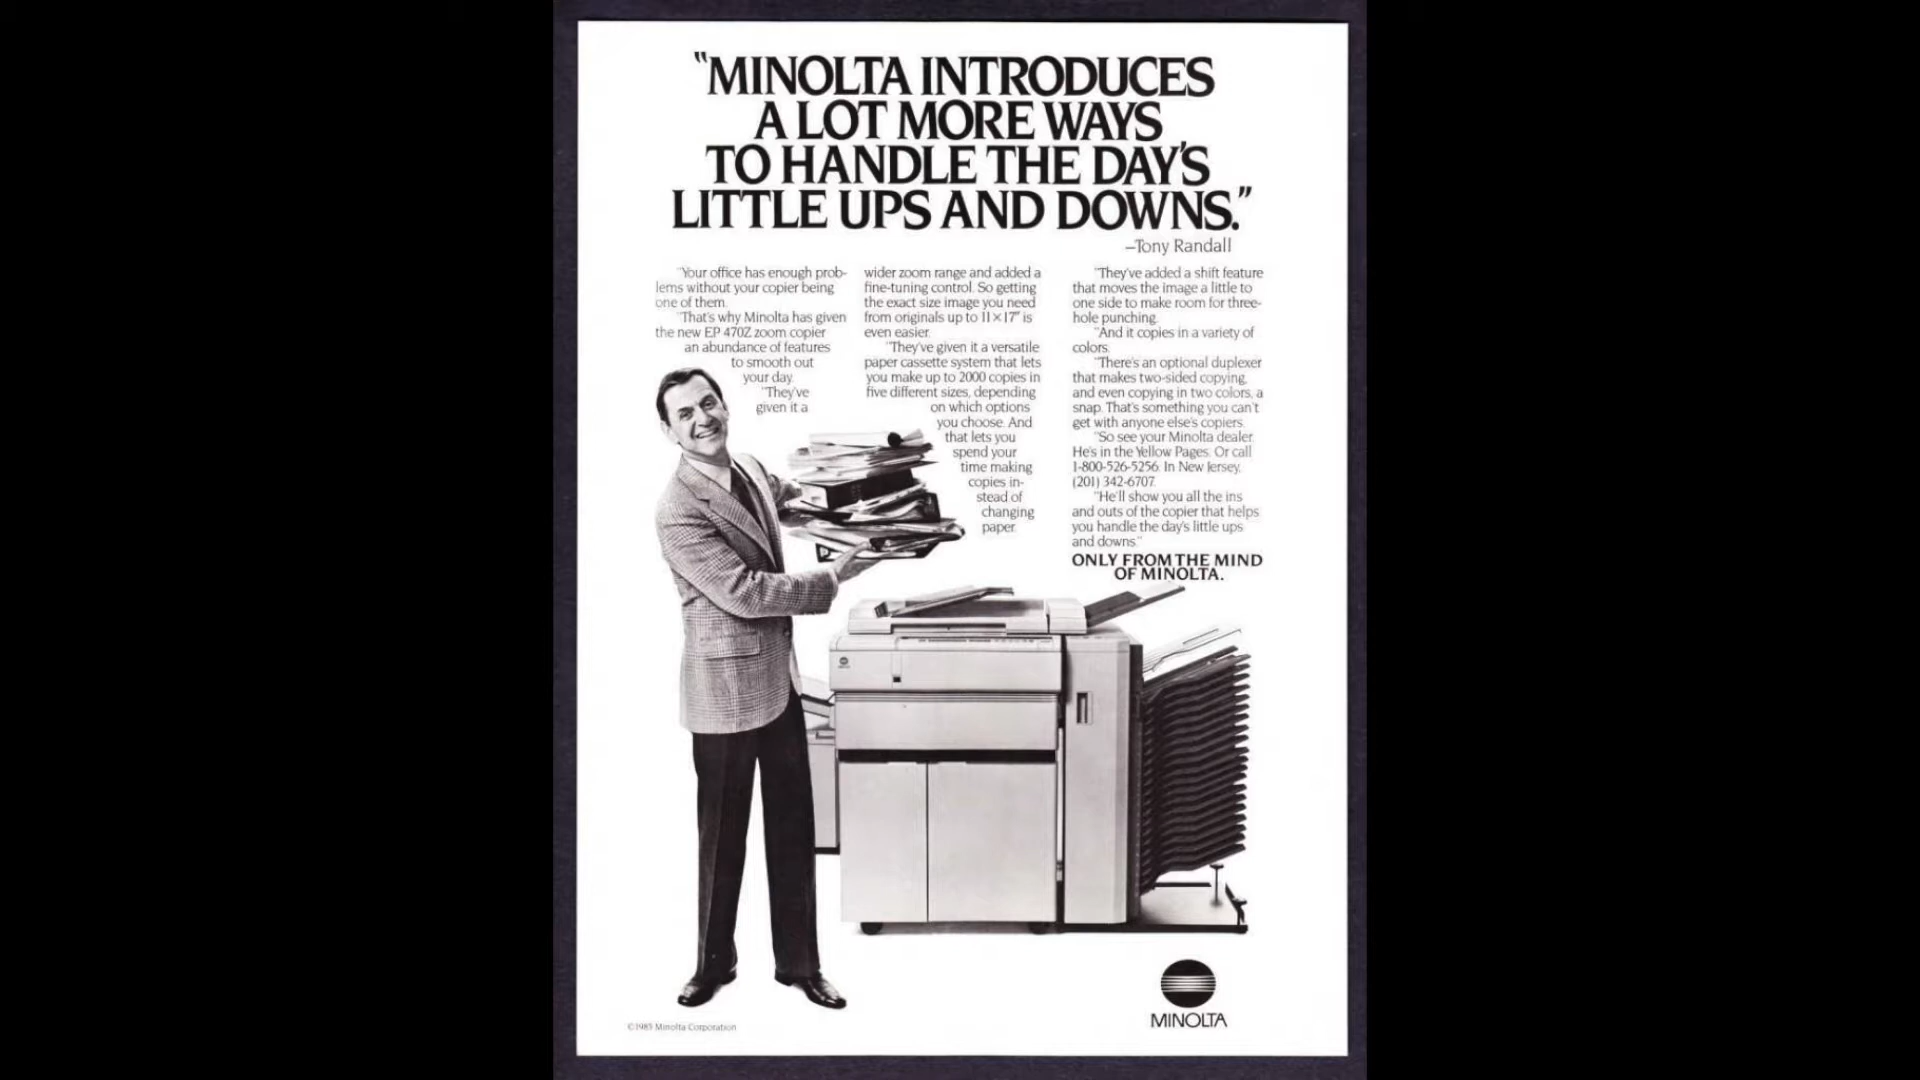 "MINOLTA INTRODUCES
A LOT MORE WAYS
TO HANDLE THE DAY'S
LITTLE UPS AND DOWNS."
–Tony Randall
"Your office has enough prob-
lems without your copier being
one of them.
"That's why Minolta has given
the new EP 470Z zoom copier
an abundance of features
to smooth out
your day.
"They've
given it a
wider zoom range and added a
fine-tuning control. So getting
the exact size image you need
from originals up to 11×17" is
even easier.
"They've given it a versatile
paper cassette system that lets
you make up to 2000 copies in
five different sizes, depending
on which options
you choose. And
that lets you
spend your
time making
copies in-
stead of
changing
paper.
"They've added a shift feature
that moves the image a little to
one side to make room for three-
hole punching.
"And it copies in a variety of
colors.
"There's an optional duplexer
that makes two-sided copying,
and even copying in two colors, a
snap. That's something you can't
get with anyone else's copiers.
"So see your Minolta dealer.
He's in the Yellow Pages. Or call
1-800-526-5256. In New Jersey,
(201) 342-6707.
"He'll show you all the ins
and outs of the copier that helps
you handle the day's little ups
and downs."
ONLY FROM THE MIND
OF MINOLTA.
MINOLTA
©1985 Minolta Corporation